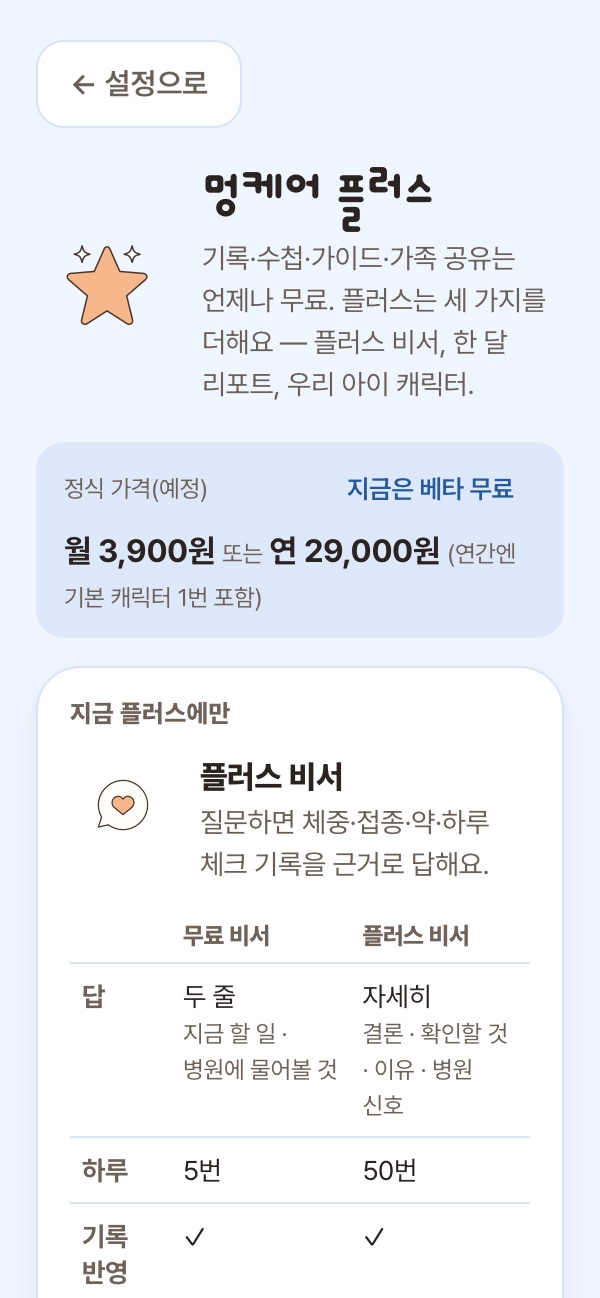 ← 설정으로
멍케어 플러스
기록·수첩·가이드·가족 공유는
언제나 무료. 플러스는 세 가지를
더해요 — 플러스 비서, 한 달
리포트, 우리 아이 캐릭터.
정식 가격(예정) 지금은 베타 무료
월 3,900원 또는 연 29,000원 (연간엔
기본 캐릭터 1번 포함)
지금 플러스에만
플러스 비서
질문하면 체중·접종·약·하루
체크 기록을 근거로 답해요.
무료 비서 플러스 비서
답 두 줄 자세히
지금 할 일 · 결론 · 확인할 것
병원에 물어볼 것 · 이유 · 병원
신호
하루 5번 50번
기록 ✓ ✓
반영